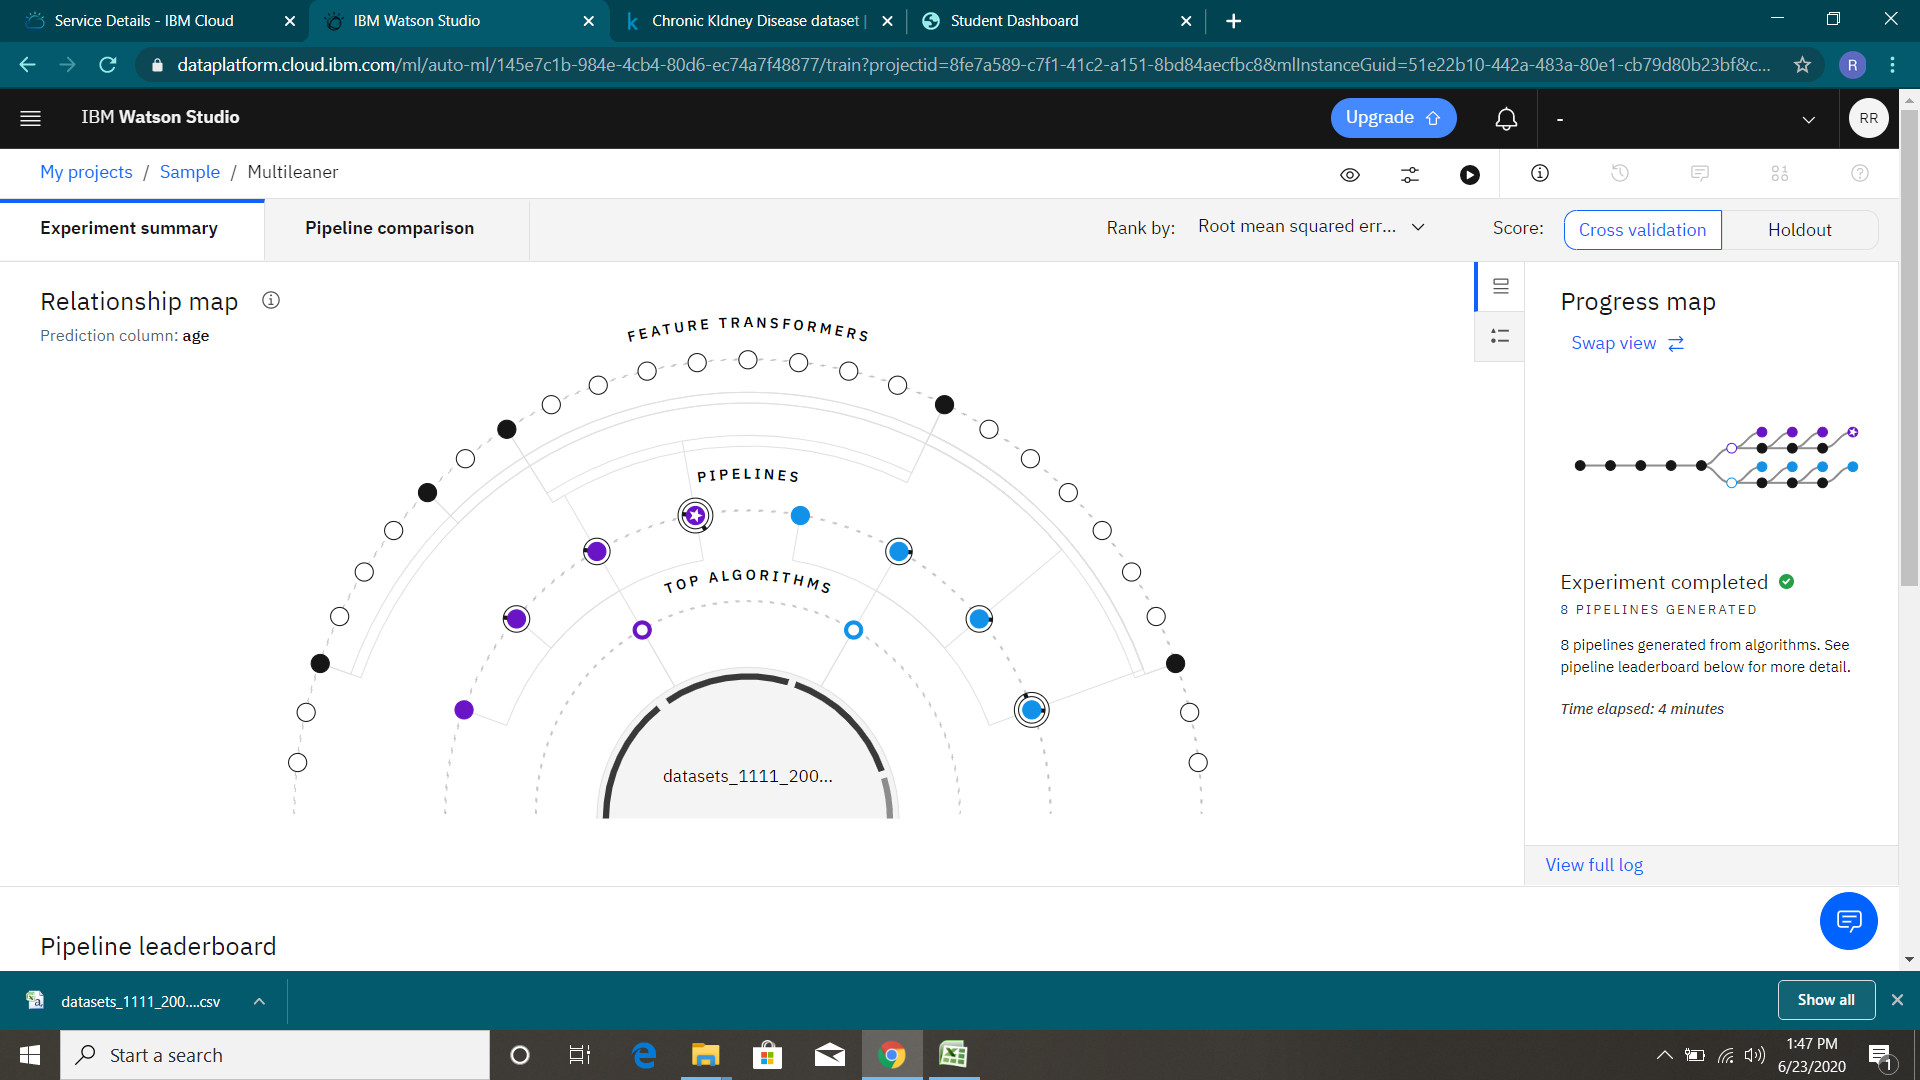 Service Details - IBM Cloud
IBM Watson Studio
Chronic KIdney Disease dataset |
Student Dashboard
dataplatform.cloud.ibm.com/ml/auto-ml/145e7c1b-984e-4cb4-80d6-ec74a7f48877/train?projectid=8fe7a589-c7f1-41c2-a151-8bd84aecfbc8&mlInstanceGuid=51e22b10-442a-483a-80e1-cb79d80b23bf&c...
R
IBM Watson Studio
Upgrade
-
RR
My projects / Sample / Multileaner
Experiment summary
Pipeline comparison
Rank by: Root mean squared err...
Score: Cross validation Holdout
Relationship map
Prediction column: age
FEATURE TRANSFORMERS
PIPELINES
TOP ALGORITHMS
datasets_1111_200...
Progress map
Swap view
Experiment completed
8 PIPELINES GENERATED
8 pipelines generated from algorithms. See
pipeline leaderboard below for more detail.
Time elapsed: 4 minutes
View full log
Pipeline leaderboard
datasets_1111_200....csv
Show all
Start a search
1:47 PM
6/23/2020
1